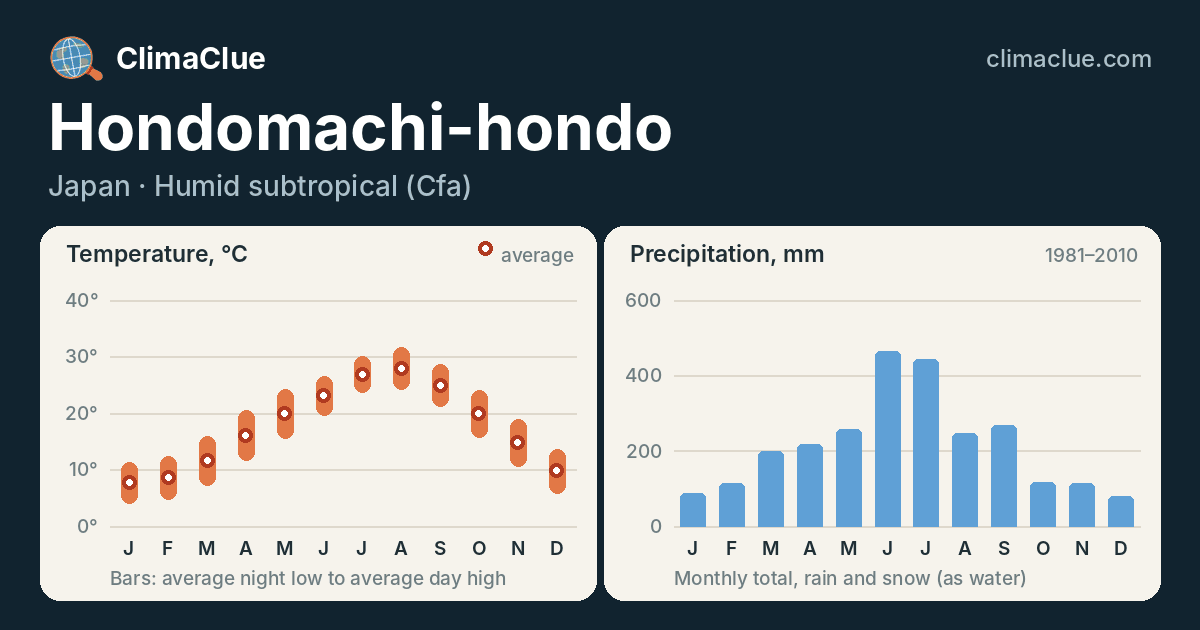 ClimaClue
climaclue.com
Hondomachi-hondo
Japan · Humid subtropical (Cfa)
Temperature, °C
average
40°
30°
20°
10°
0°
J F M A M J J A S O N D
Bars: average night low to average day high
Precipitation, mm
1981–2010
600
400
200
0
J F M A M J J A S O N D
Monthly total, rain and snow (as water)